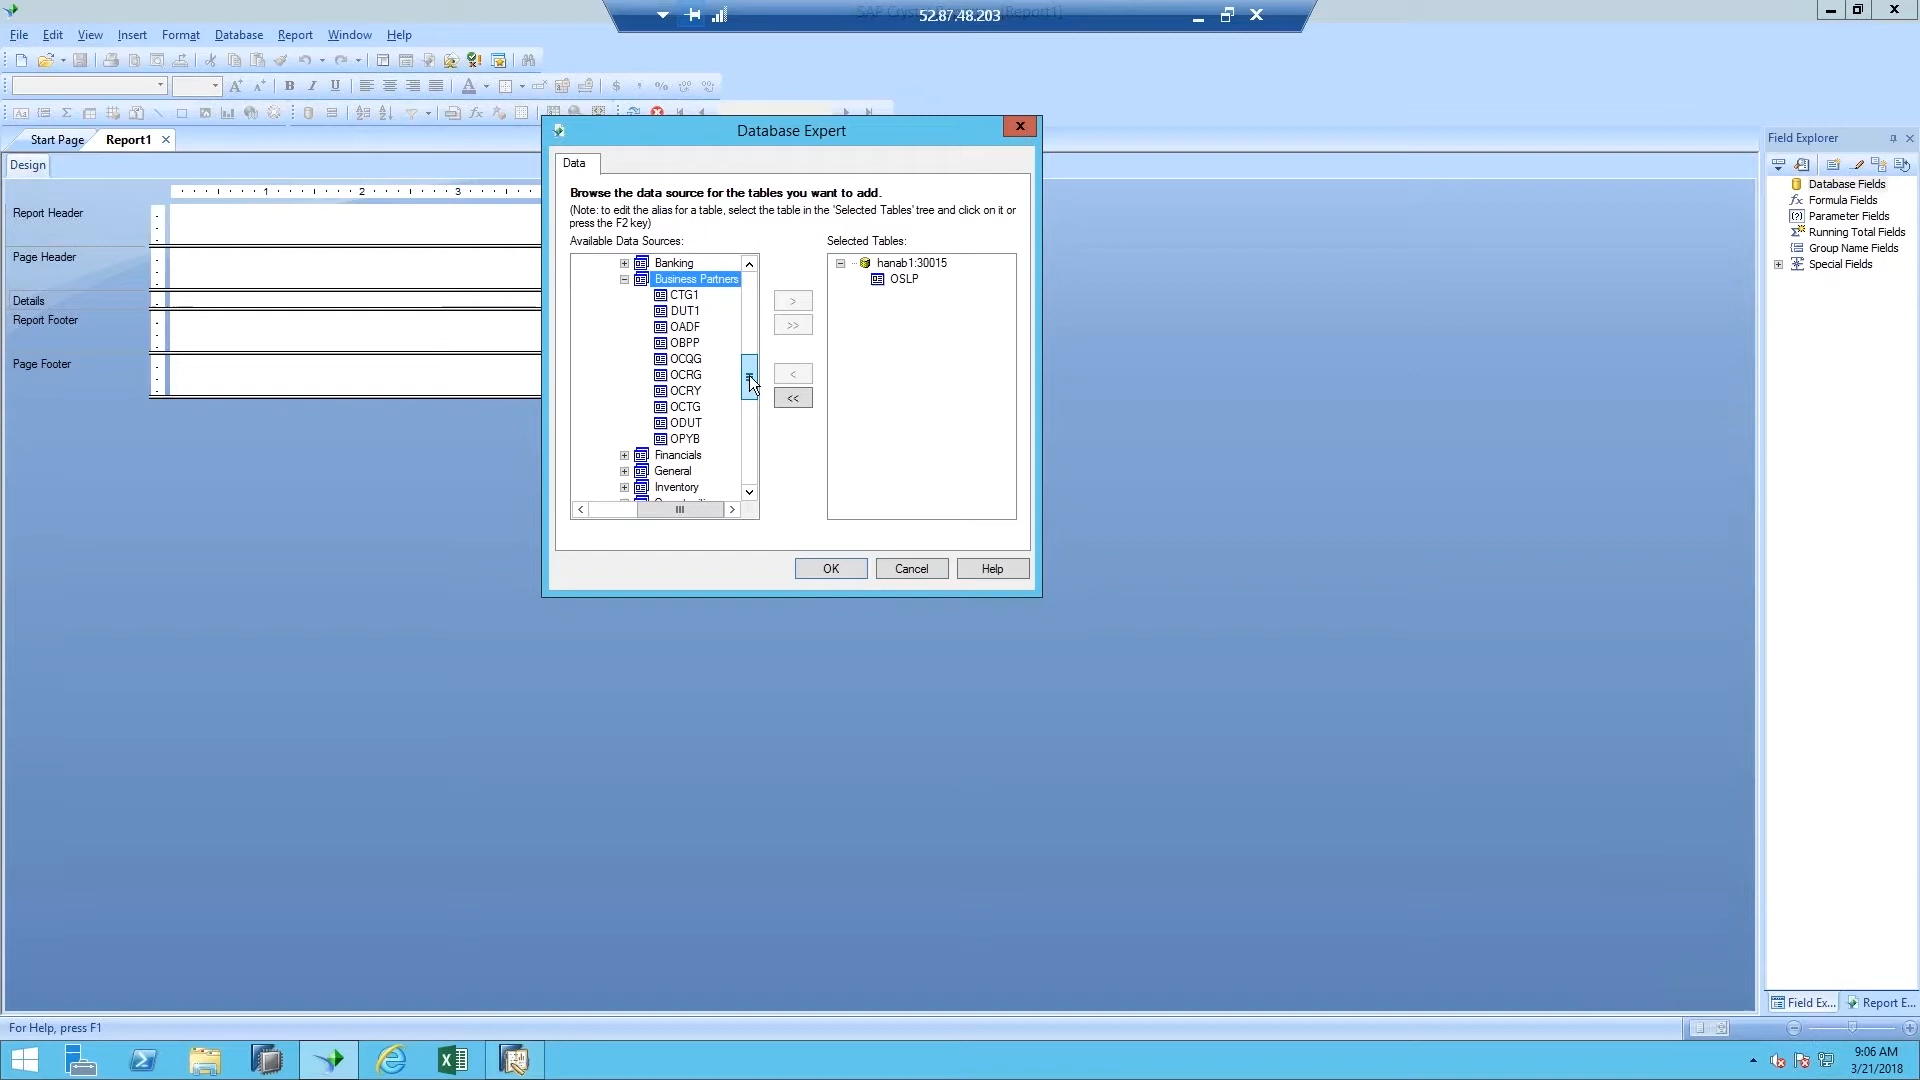 52.87.48.203
File Edit View Insert Format Database Report Window Help
Start Page Report1
Design
1 2 3
Report Header
Page Header
Details
Report Footer
Page Footer
Database Expert
Data
Browse the data source for the tables you want to add.
(Note: to edit the alias for a table, select the table in the 'Selected Tables' tree and click on it or
press the F2 key)
Available Data Sources:
Banking
Business Partners
CTG1
DUT1
OADF
OBPP
OCQG
OCRG
OCRY
OCTG
ODUT
OPYB
Financials
General
Inventory
>
>>
<
<<
Selected Tables:
hanab1:30015
OSLP
OK Cancel Help
Field Explorer
Database Fields
Formula Fields
Parameter Fields
Running Total Fields
Group Name Fields
Special Fields
Field Ex... Report E...
For Help, press F1
9:06 AM
3/21/2018